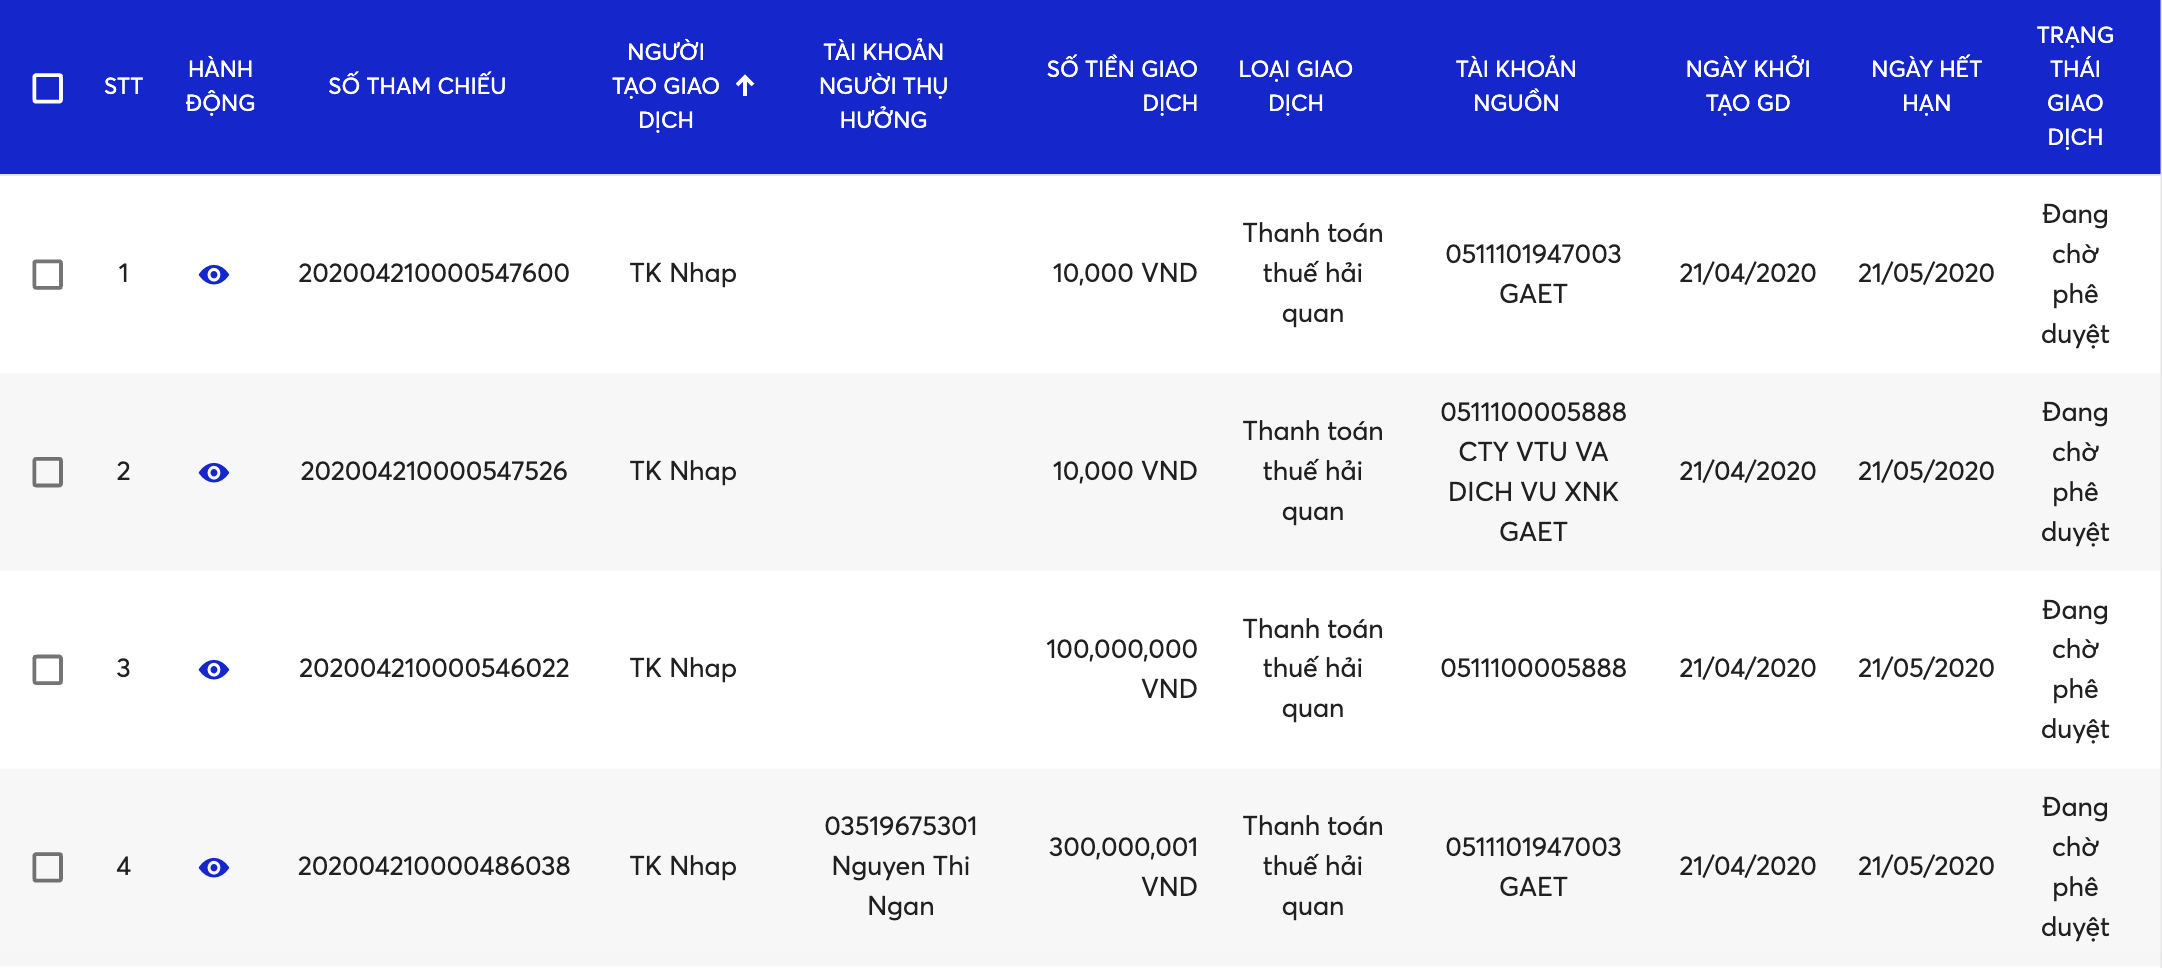 STT
HÀNH
ĐỘNG
SỐ THAM CHIẾU
NGƯỜI
TẠO GIAO
DỊCH
TÀI KHOẢN
NGƯỜI THỤ
HƯỞNG
SỐ TIỀN GIAO
DỊCH
LOẠI GIAO
DỊCH
TÀI KHOẢN
NGUỒN
NGÀY KHỞI
TẠO GD
NGÀY HẾT
HẠN
TRẠNG
THÁI
GIAO
DỊCH
1
202004210000547600
TK Nhap
10,000 VND
Thanh toán
thuế hải
quan
0511101947003
GAET
21/04/2020
21/05/2020
Đang
chờ
phê
duyệt
2
202004210000547526
TK Nhap
10,000 VND
Thanh toán
thuế hải
quan
0511100005888
CTY VTU VA
DICH VU XNK
GAET
21/04/2020
21/05/2020
Đang
chờ
phê
duyệt
3
202004210000546022
TK Nhap
100,000,000
VND
Thanh toán
thuế hải
quan
0511100005888
21/04/2020
21/05/2020
Đang
chờ
phê
duyệt
4
202004210000486038
TK Nhap
03519675301
Nguyen Thi
Ngan
300,000,001
VND
Thanh toán
thuế hải
quan
0511101947003
GAET
21/04/2020
21/05/2020
Đang
chờ
phê
duyệt